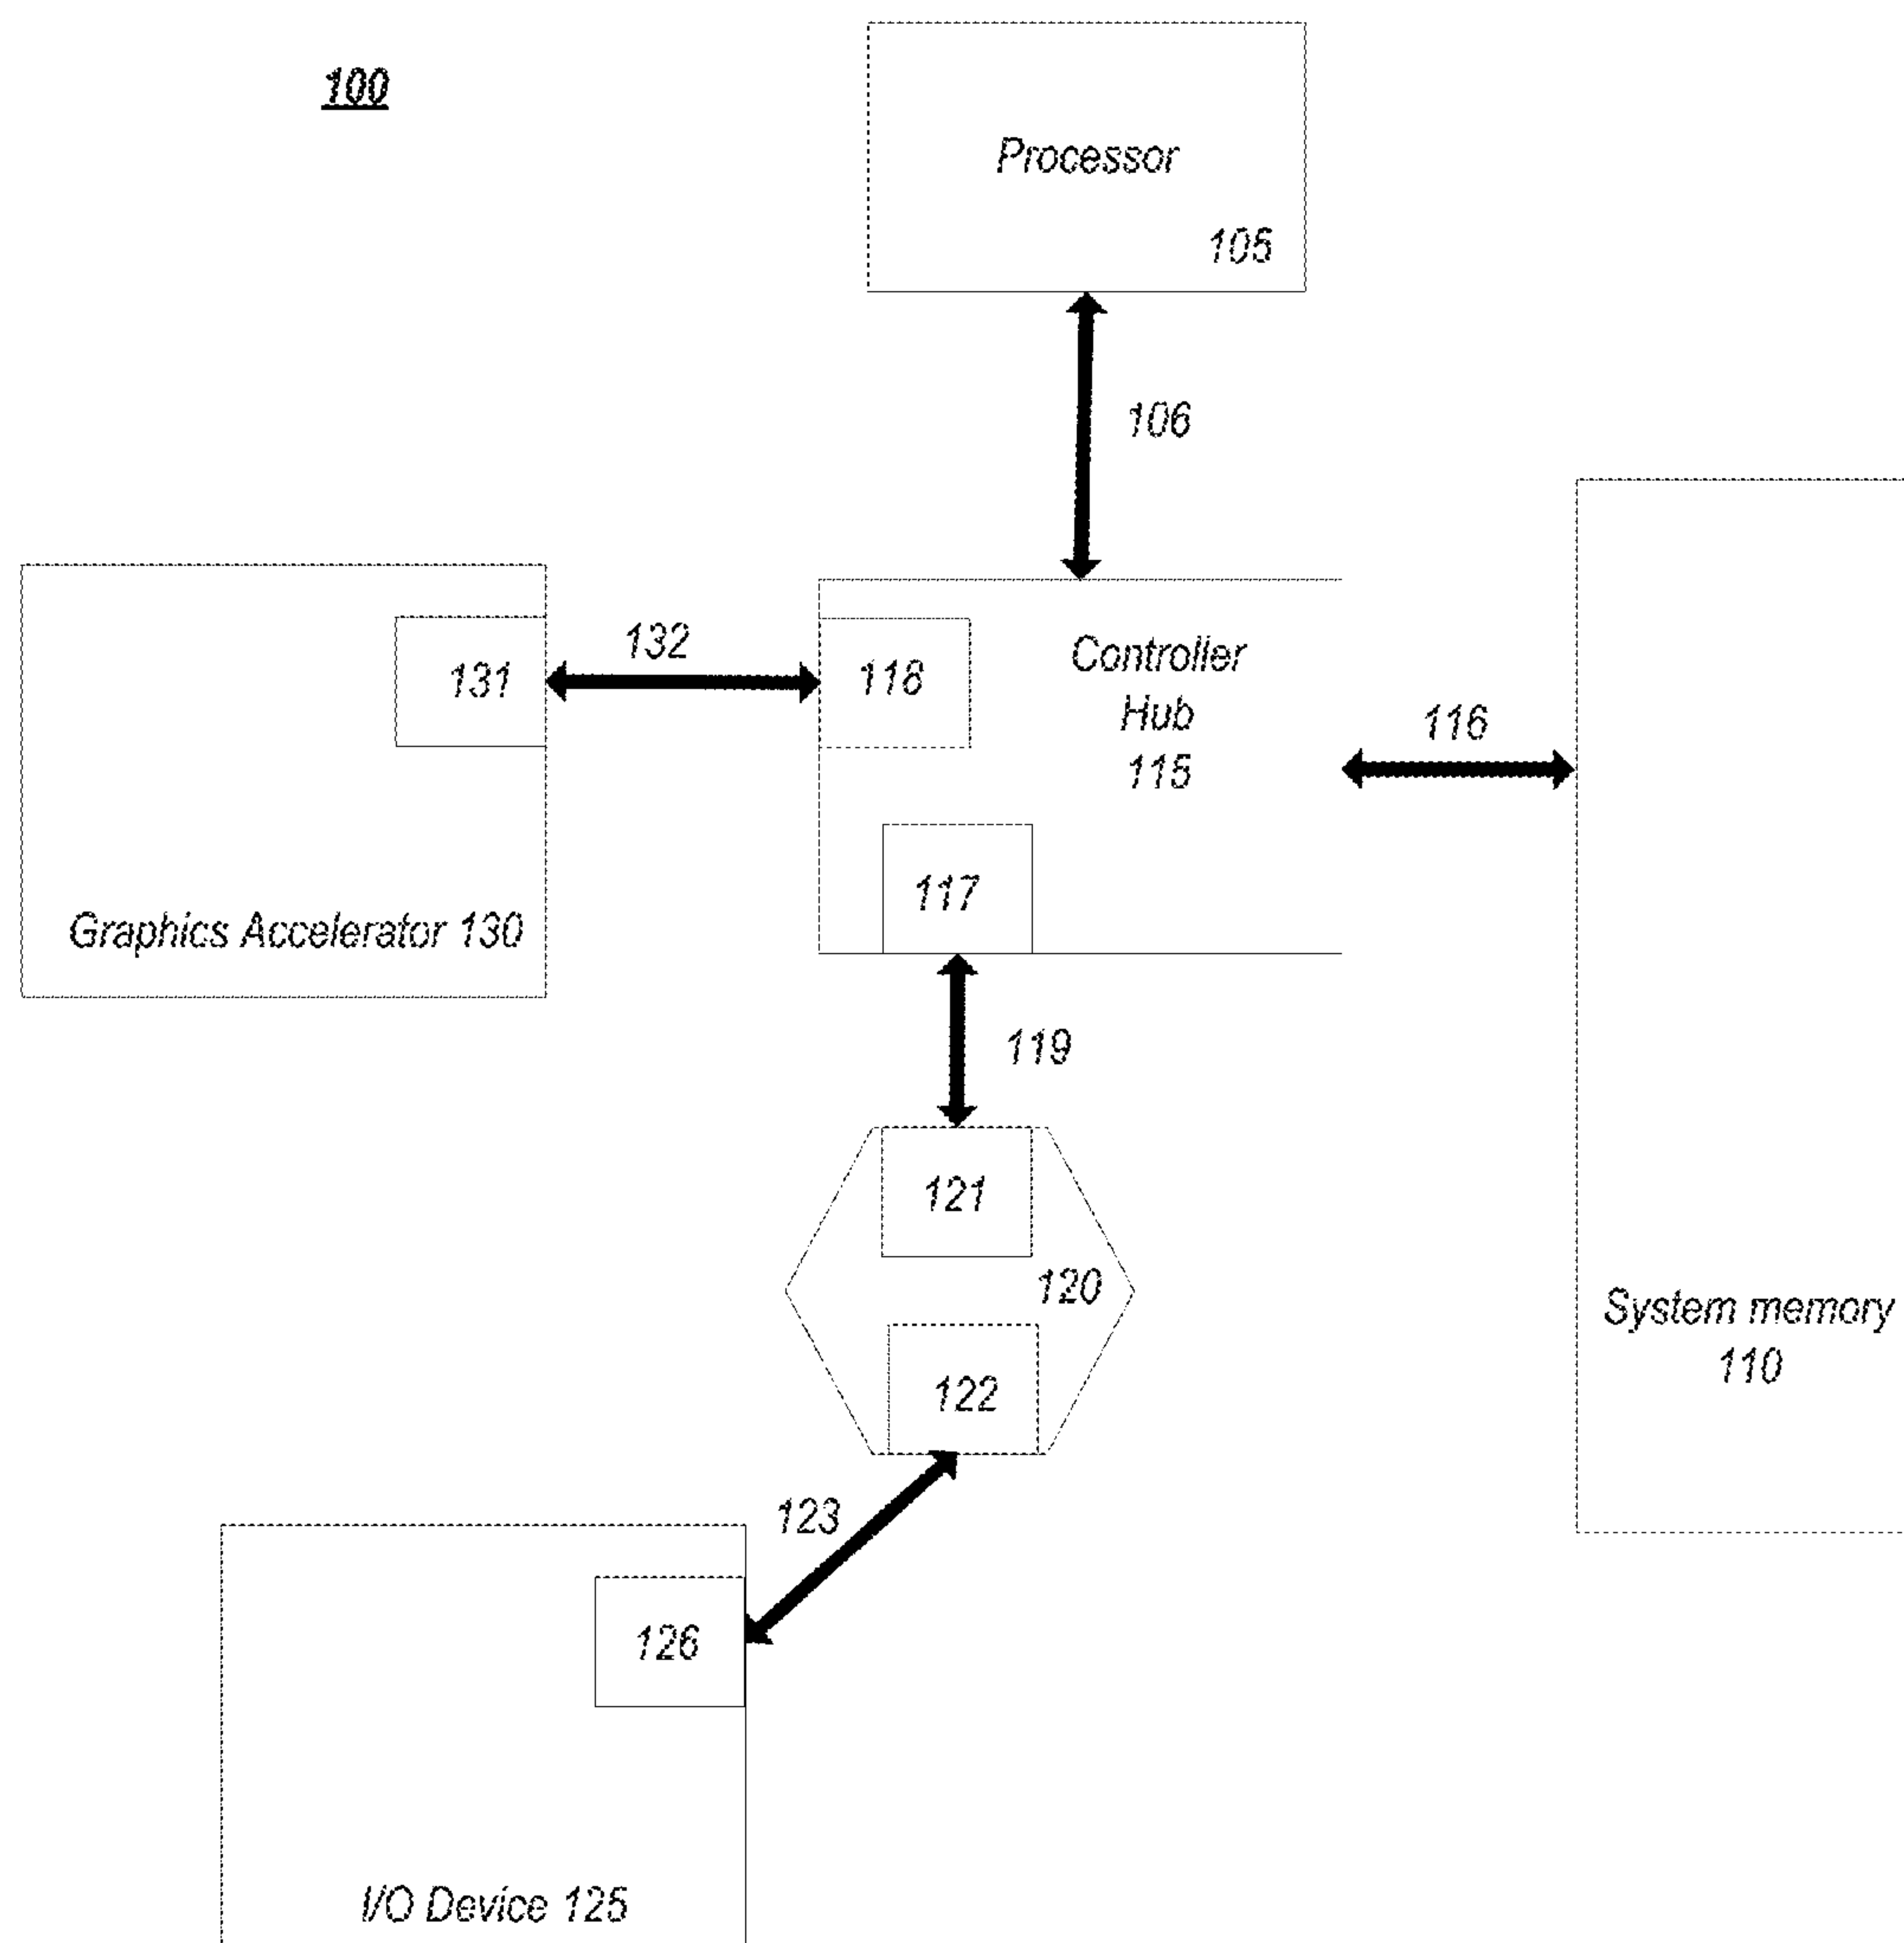 100
Processor
105
106
132
131
118
Controller
Hub
115
116
117
Graphics Accelerator 130
119
121
120
System memory
110
122
123
126
I/O Device 125